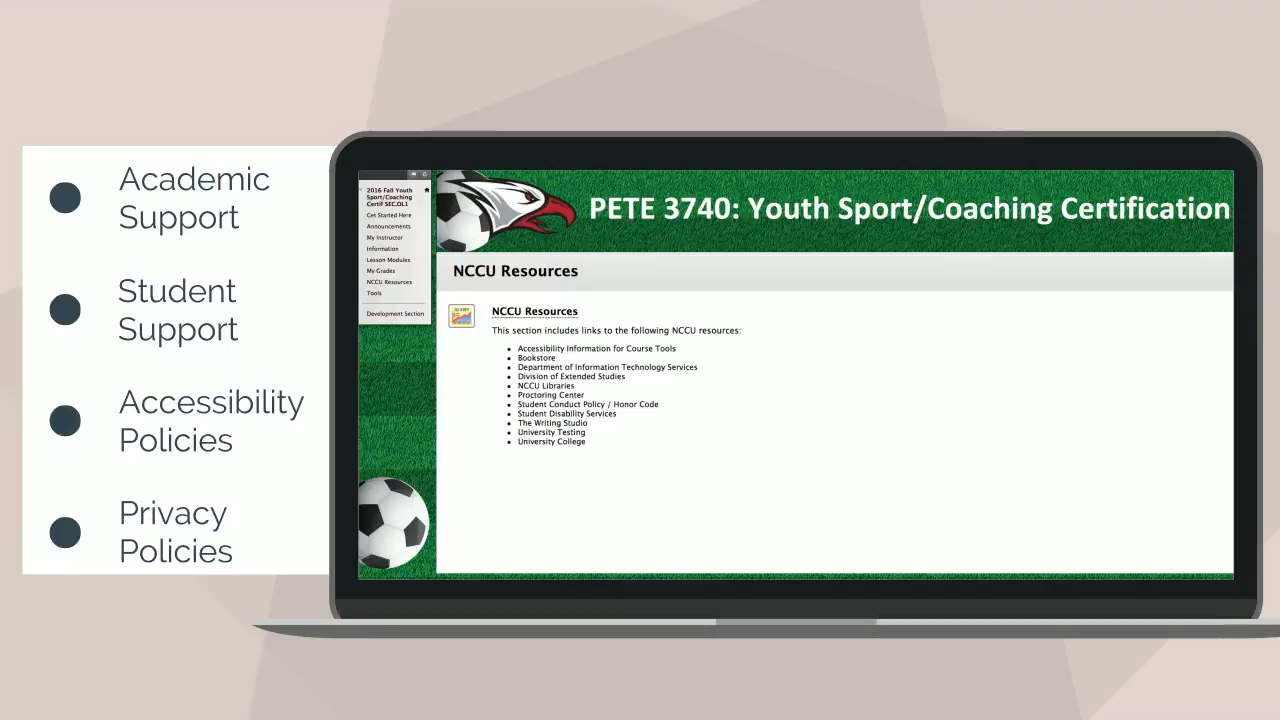 Academic
Support
Student
Support
Accessibility
Policies
Privacy
Policies
2016 Fall Youth
Sport/Coaching
Certif SEC.OL1
Get Started Here
Announcements
My Instructor
Information
Lesson Modules
My Grades
NCCU Resources
Tools
Development Section
PETE 3740: Youth Sport/Coaching Certification
NCCU Resources
NCCU Resources
This section includes links to the following NCCU resources:
Accessibility Information for Course Tools
Bookstore
Department of Information Technology Services
Division of Extended Studies
NCCU Libraries
Proctoring Center
Student Conduct Policy / Honor Code
Student Disability Services
The Writing Studio
University Testing
University College